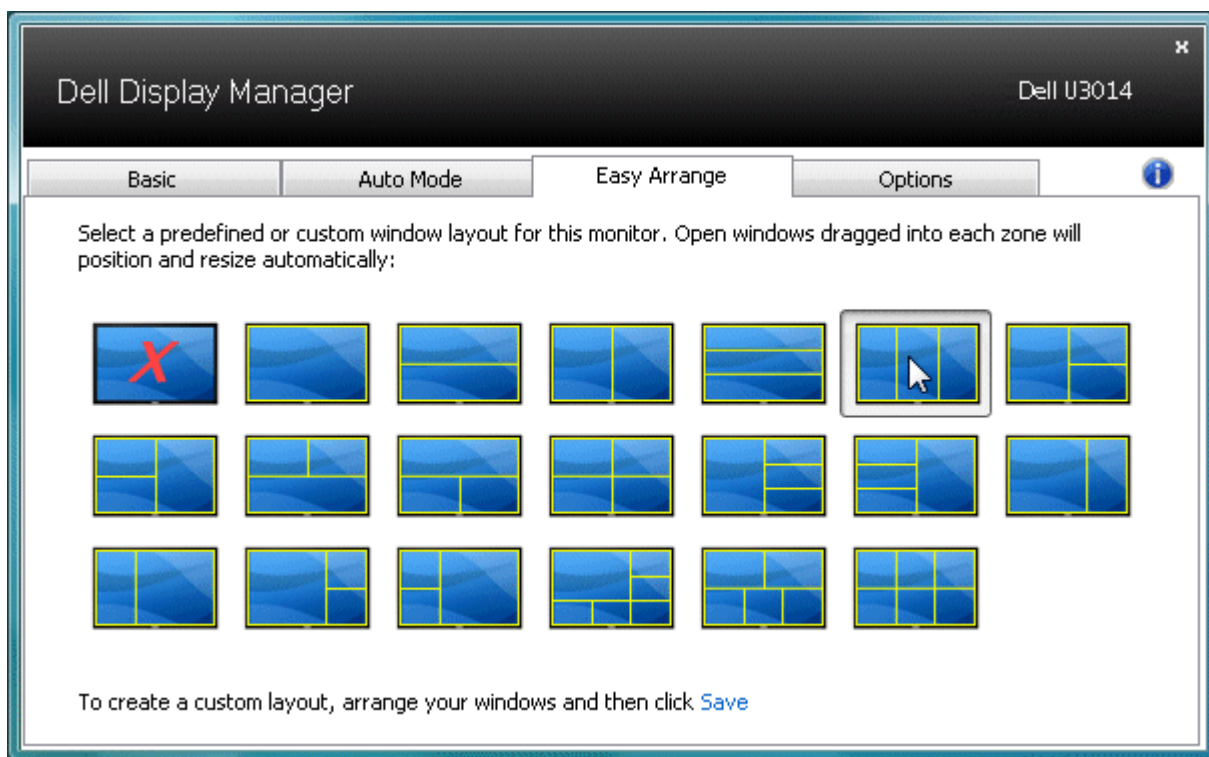 Dell Display Manager
Dell U3014
Basic
Auto Mode
Easy Arrange
Options
Select a predefined or custom window layout for this monitor. Open windows dragged into each zone will
position and resize automatically:
To create a custom layout, arrange your windows and then click Save